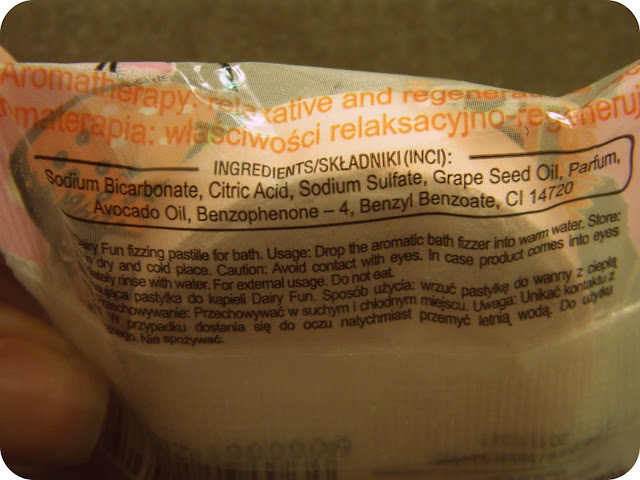 Aromatherapy: relaxative and regenerative
materapia: właściwości relaksacyjno-regeneruj
INGREDIENTS/SKŁADNIKI (INCI):
Sodium Bicarbonate, Citric Acid, Sodium Sulfate, Grape Seed Oil, Parfum,
Avocado Oil, Benzophenone – 4, Benzyl Benzoate, CI 14720
Dairy Fun fizzing pastille for bath. Usage: Drop the aromatic bath fizzer into warm water. Store:
dry and cold place. Caution: Avoid contact with eyes. In case product comes into eyes
rinse with water. For external usage. Do not eat.
pastylka do kąpieli Dairy Fun. Sposób użycia: wrzuć pastylkę do wanny z ciepłą
Przechowywanie: Przechowywać w suchym i chłodnym miejscu. Uwaga: Unikać kontaktu z
W przypadku dostania się do oczu natychmiast przemyć letnią wodą. Do użytku
Nie spożywać.